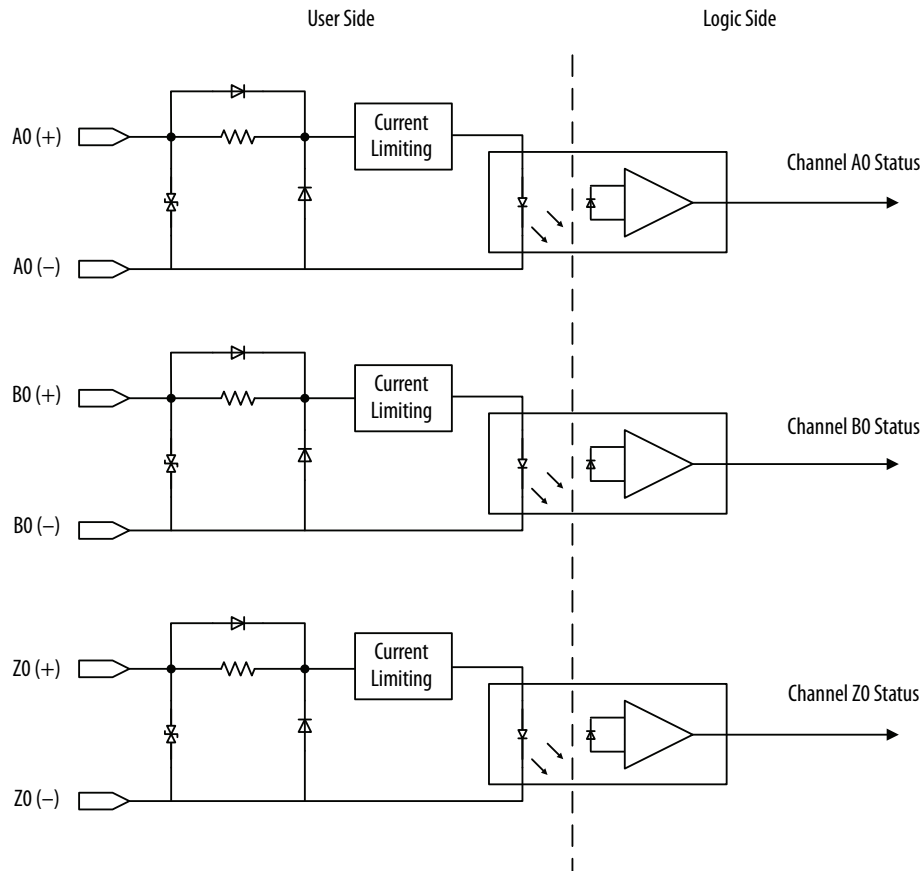 User Side
Logic Side
A0 (+)
Current
Limiting
Channel A0 Status
A0 (−)
B0 (+)
Current
Limiting
Channel B0 Status
B0 (−)
Z0 (+)
Current
Limiting
Channel Z0 Status
Z0 (−)